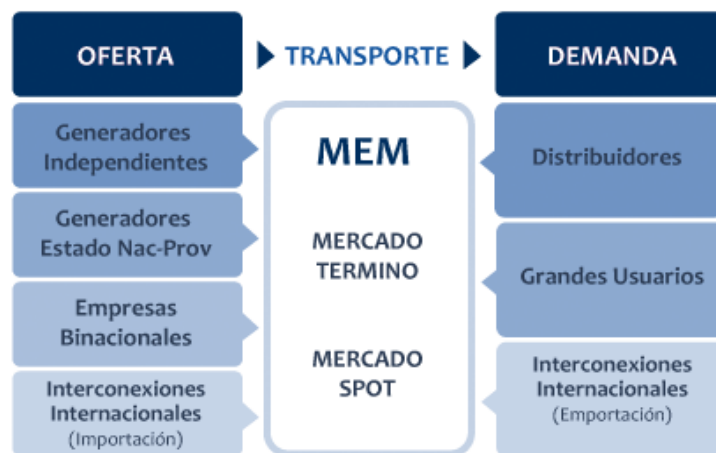 OFERTA
TRANSPORTE
DEMANDA
Generadores
Independientes
Generadores
Estado Nac-Prov
Empresas
Binacionales
Interconexiones
Internacionales
(Importación)
MEM
MERCADO
TERMINO
MERCADO
SPOT
Distribuidores
Grandes Usuarios
Interconexiones
Internacionales
(Emportación)